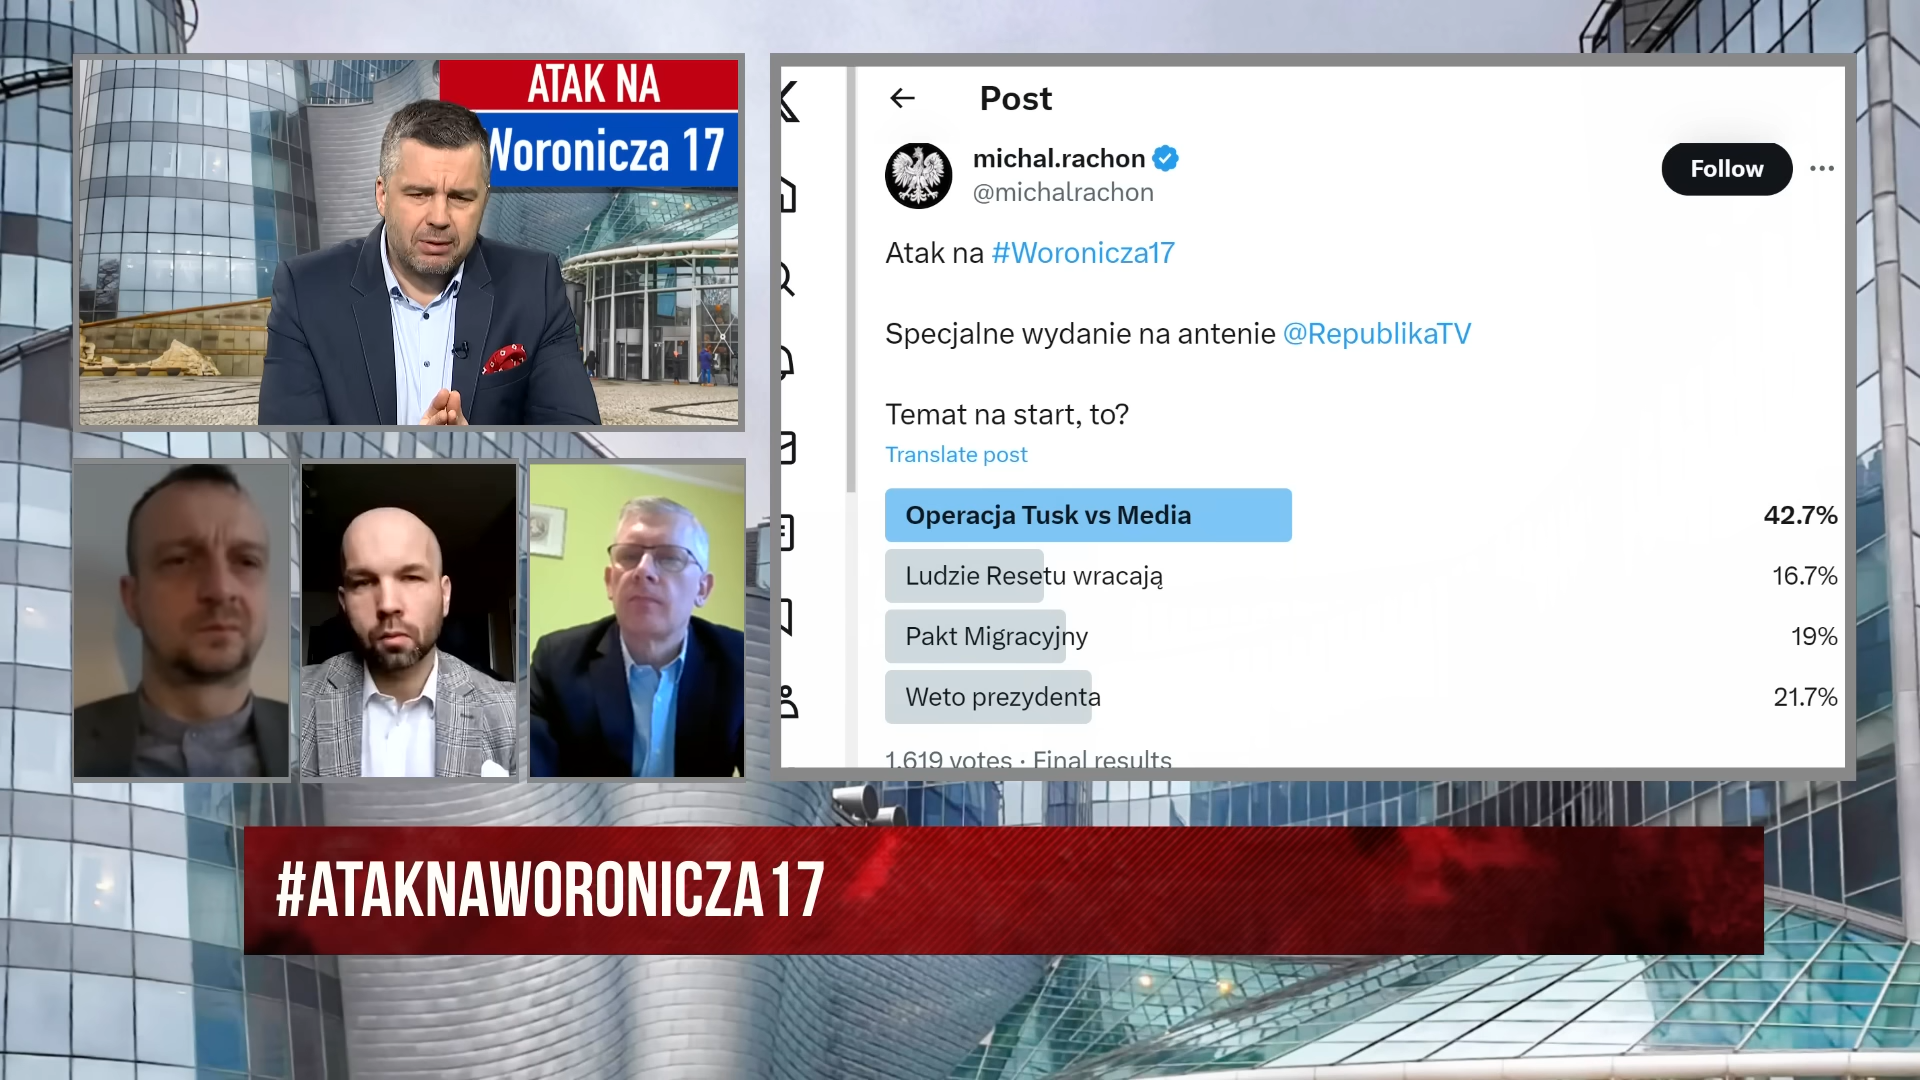 ATAK NA
Woronicza 17
Post
michal.rachon
@michalrachon
Follow
Atak na #Woronicza17
Specjalne wydanie na antenie @RepublikaTV
Temat na start, to?
Translate post
Operacja Tusk vs Media 42.7%
Ludzie Resetu wracają 16.7%
Pakt Migracyjny 19%
Weto prezydenta 21.7%
1,619 votes · Final results
#ATAKNAWORONICZA17